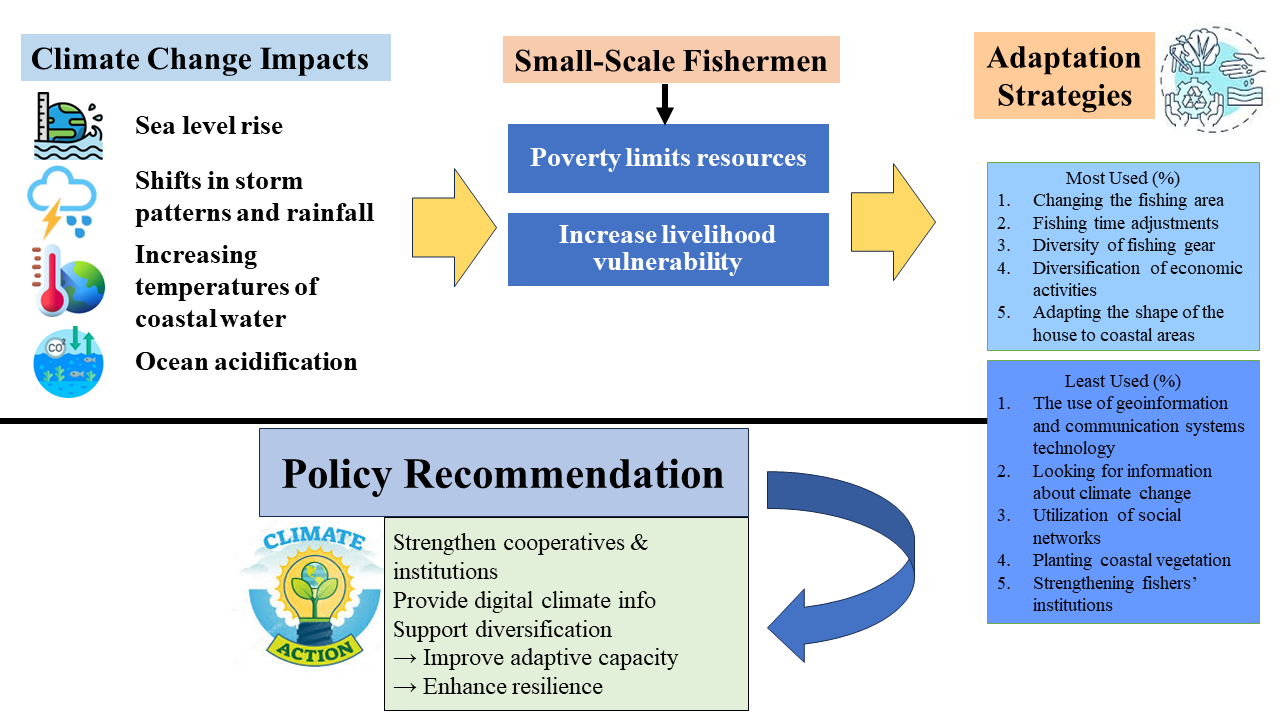 Climate Change Impacts
Sea level rise
Shifts in storm
patterns and rainfall
Increasing
temperatures of
coastal water
CO2
Ocean acidification
Small-Scale Fishermen
Poverty limits resources
Increase livelihood
vulnerability
Adaptation
Strategies
Most Used (%)
1. Changing the fishing area
2. Fishing time adjustments
3. Diversity of fishing gear
4. Diversification of economic
activities
5. Adapting the shape of the
house to coastal areas
Least Used (%)
1. The use of geoinformation
and communication systems
technology
2. Looking for information
about climate change
3. Utilization of social
networks
4. Planting coastal vegetation
5. Strengthening fishers’
institutions
Policy Recommendation
CLIMATE
ACTION
Strengthen cooperatives &
institutions
Provide digital climate info
Support diversification
→ Improve adaptive capacity
→ Enhance resilience